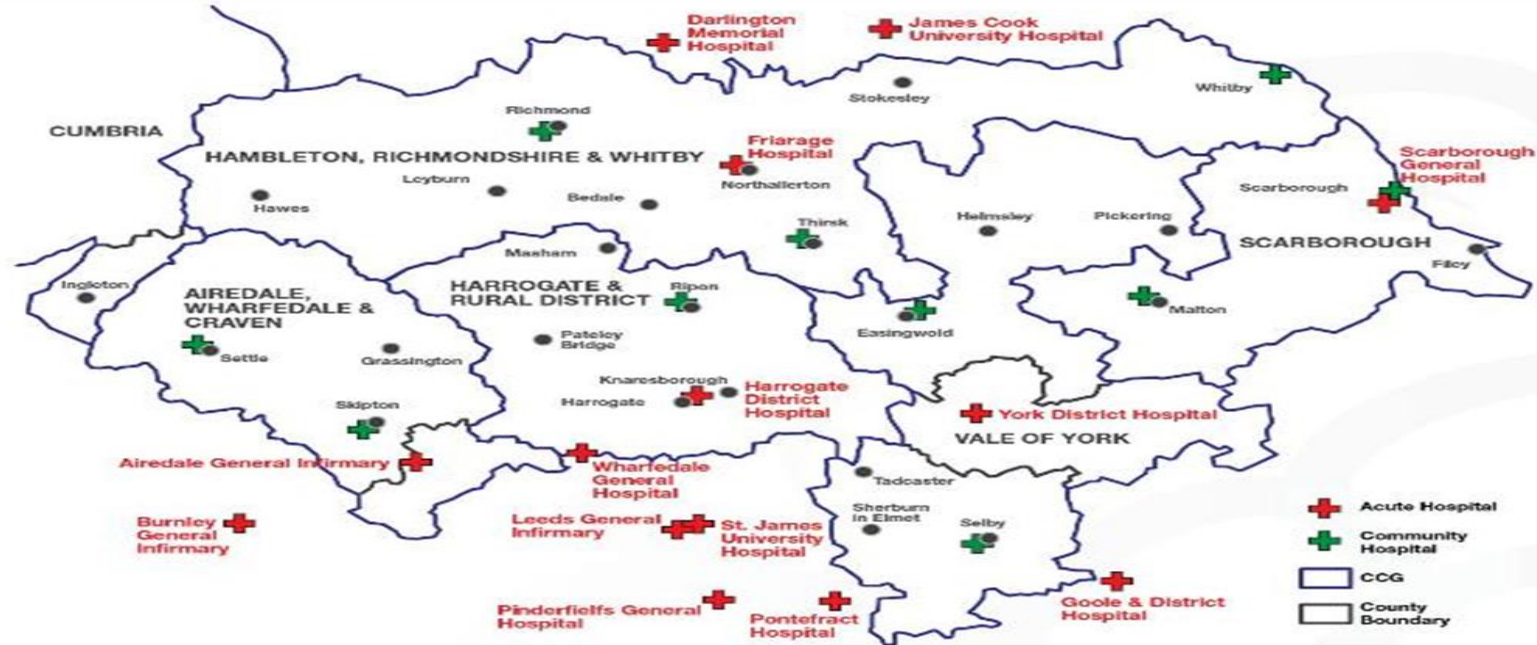 Darlington
Memorial
Hospital
James Cook
University Hospital
Whitby
Stokesley
Richmond
CUMBRIA
HAMBLETON, RICHMONDSHIRE & WHITBY
Friarage
Hospital
Northallerton
Scarborough
General
Hospital
Scarborough
Leyburn
Bedale
Hawes
Thirsk
Helmsley
Pickering
SCARBOROUGH
Filey
Masham
Ingleton
AIREDALE,
WHARFEDALE &
CRAVEN
HARROGATE &
RURAL DISTRICT
Ripon
Malton
Easingwold
Pateley
Bridge
Settle
Grassington
Knaresborough
Harrogate
Harrogate
District
Hospital
Skipton
York District Hospital
VALE OF YORK
Airedale General Infirmary
Wharfedale
General
Hospital
Tadcaster
Sherburn
in Elmet
Selby
Burnley
General
Infirmary
Leeds General
Infirmary
St. James
University
Hospital
Pinderfielfs General
Hospital
Pontefract
Hospital
Goole & District
Hospital
Acute Hospital
Community
Hospital
CCG
County
Boundary